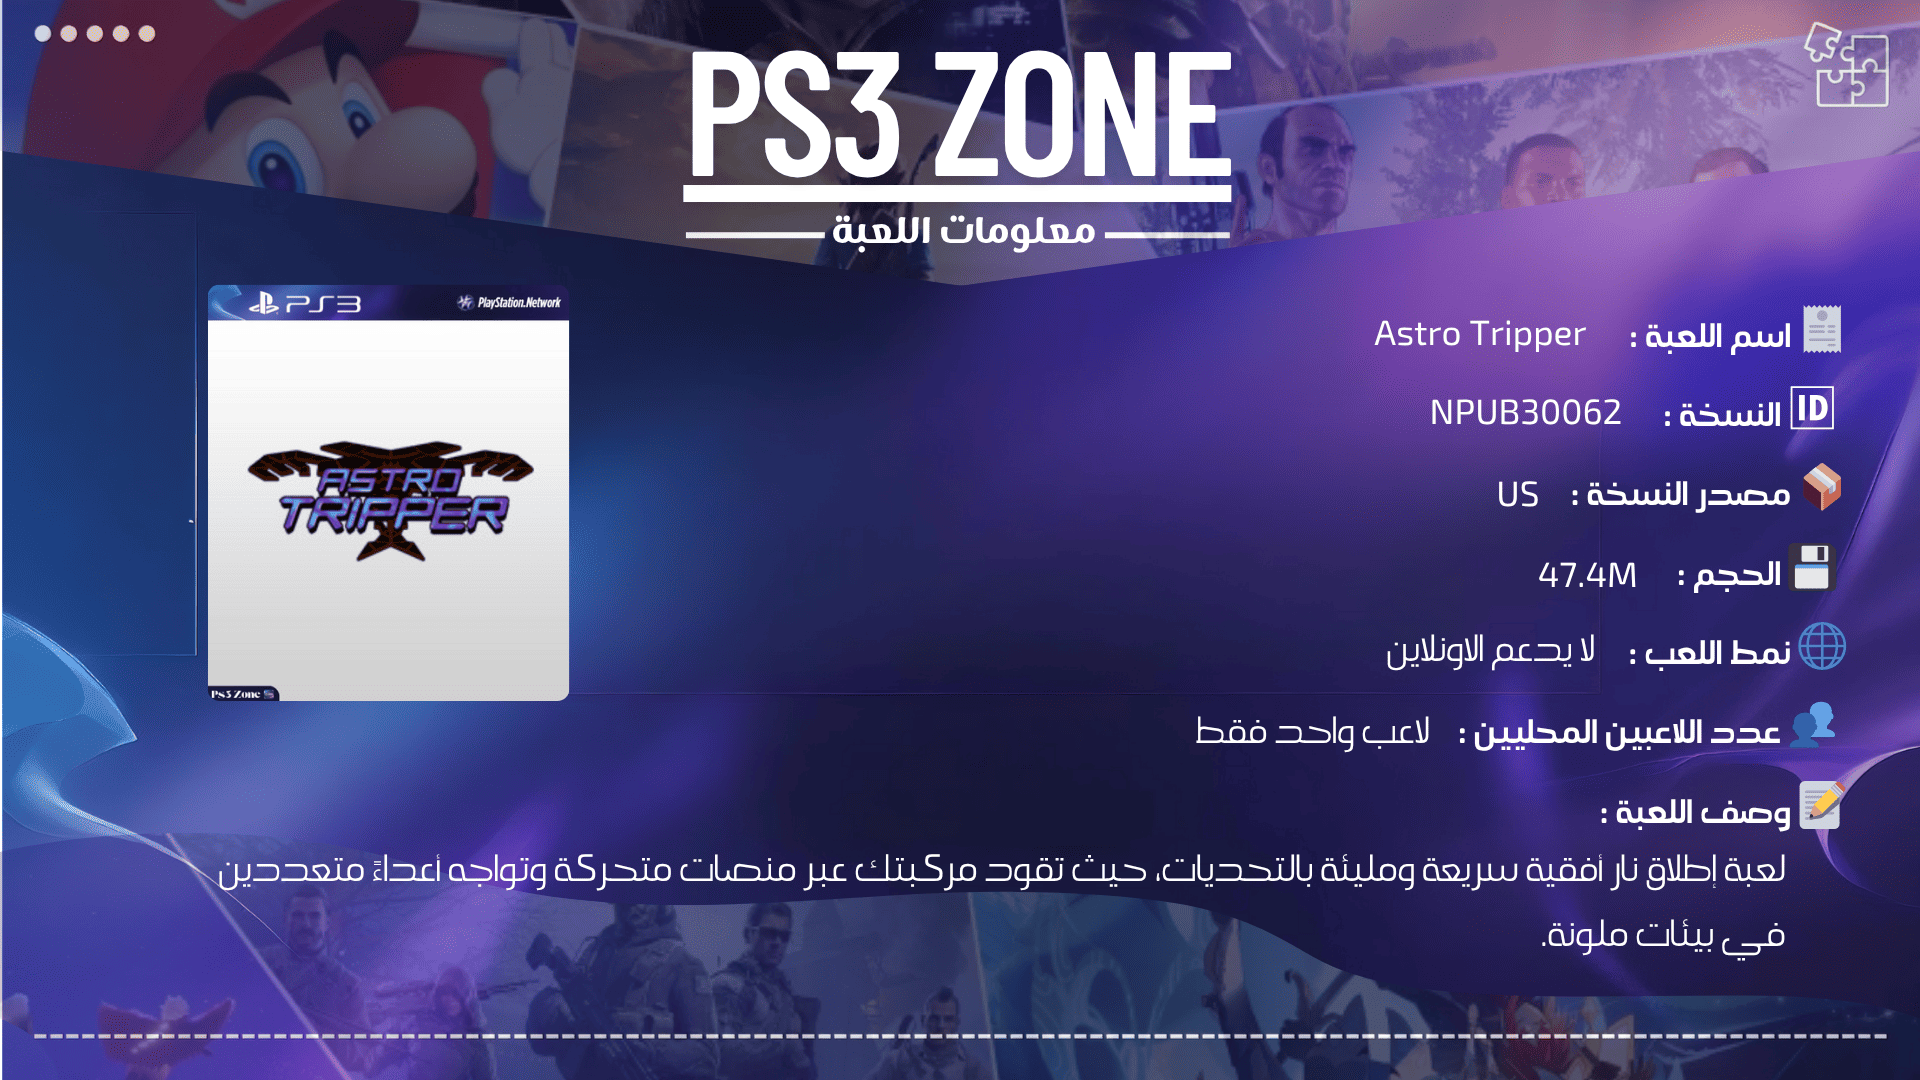 PS3 ZONE
معلومات اللعبة
PS3 PlayStation.Network
ASTRO
TRIPPER
Ps3 Zone
اسم اللعبة : Astro Tripper
ID النسخة : NPUB30062
مصدر النسخة : US
الحجم : 47.4M
نمط اللعب : لا يدعم الاونلاين
عدد اللاعبين المحليين : لاعب واحد فقط
وصف اللعبة :
لعبة إطلاق نار أفقية سريعة ومليئة بالتحديات، حيث تقود مركبتك عبر منصات متحركة وتواجه أعداءً متعددين
في بيئات ملونة.